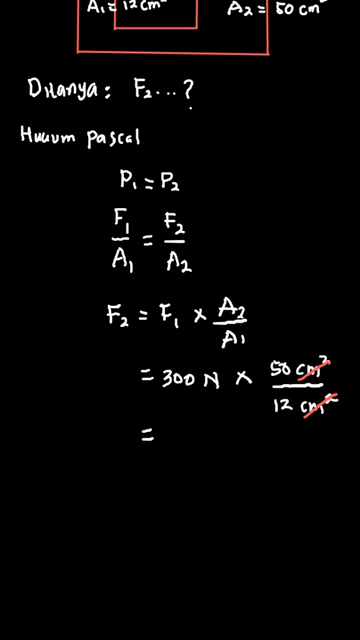 A₁ = 12 cm² A₂ = 50 cm²
Ditanya : F₂ ... ?
Hukum pascal
P₁ = P₂
F₁/A₁ = F₂/A₂
F₂ = F₁ × A₂/A₁
= 300 N × 50 cm²/12 cm²
=